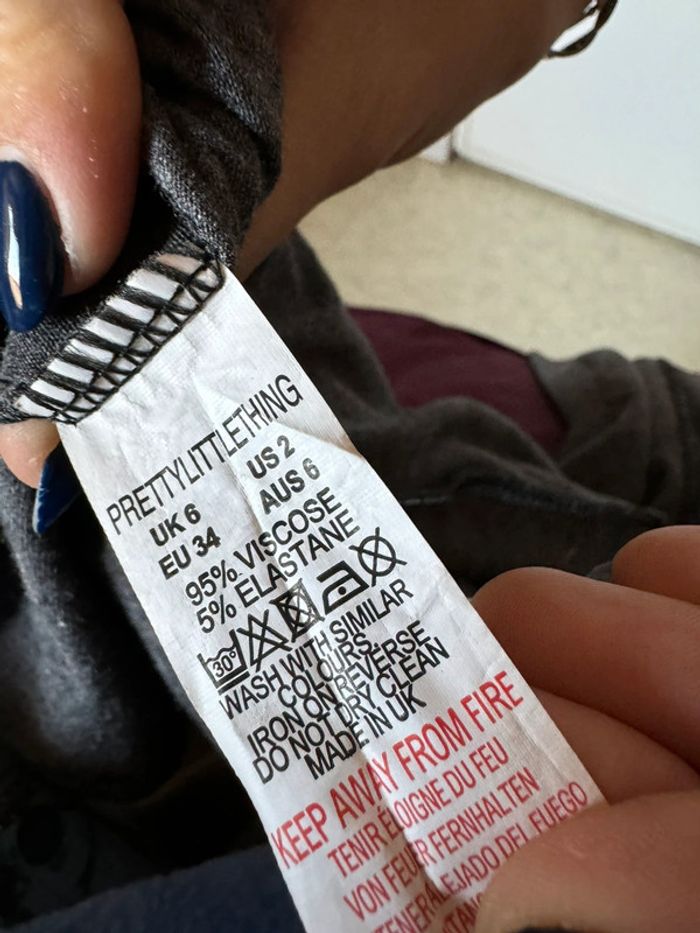 PRETTYLITTLETHING
UK 6 US 2
EU 34 AUS 6
95% VISCOSE
5% ELASTANE
30°
WASH WITH SIMILAR
COLOURS
IRON ON REVERSE
DO NOT DRY CLEAN
MADE IN UK
KEEP AWAY FROM FIRE
TENIR ÉLOIGNE DU FEU
VON FEUER FERNHALTEN
ALEJADO DEL FUEGO